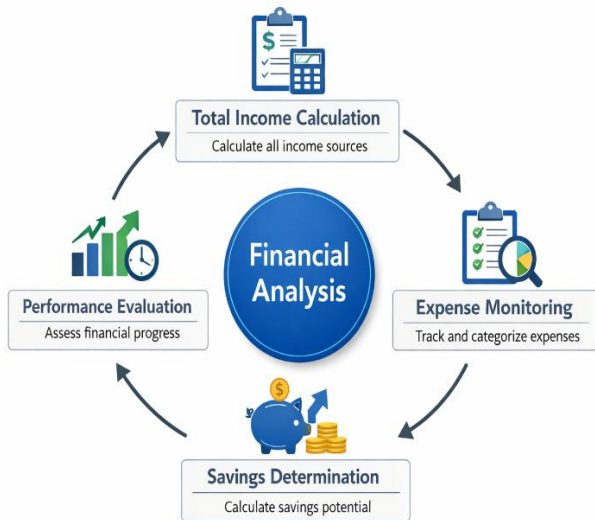 Total Income Calculation
Calculate all income sources
Financial
Analysis
Expense Monitoring
Track and categorize expenses
Savings Determination
Calculate savings potential
Performance Evaluation
Assess financial progress
$
$